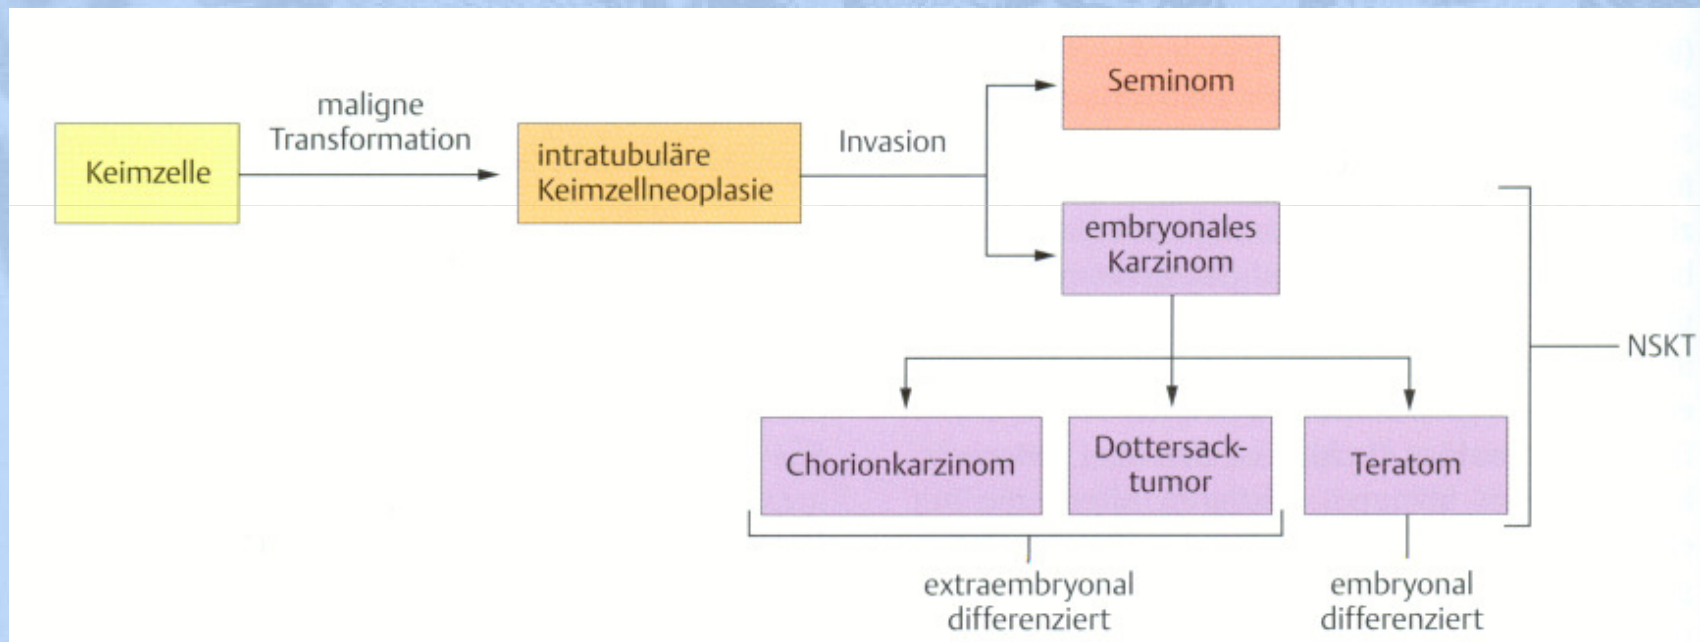 Keimzelle
maligne
Transformation
intratubuläre
Keimzellneoplasie
Invasion
Seminom
embryonales
Karzinom
NSKT
Chorionkarzinom
Dottersack-
tumor
Teratom
extraembryonal
differenziert
embryonal
differenziert